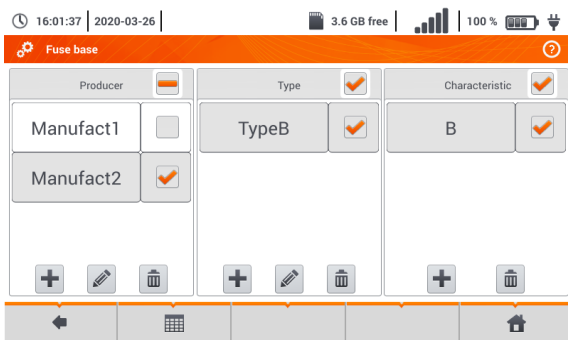 16:01:37 2020-03-26 3.6 GB free 100 %
Fuse base ?
Producer Type Characteristic
Manufact1 TypeB B
Manufact2